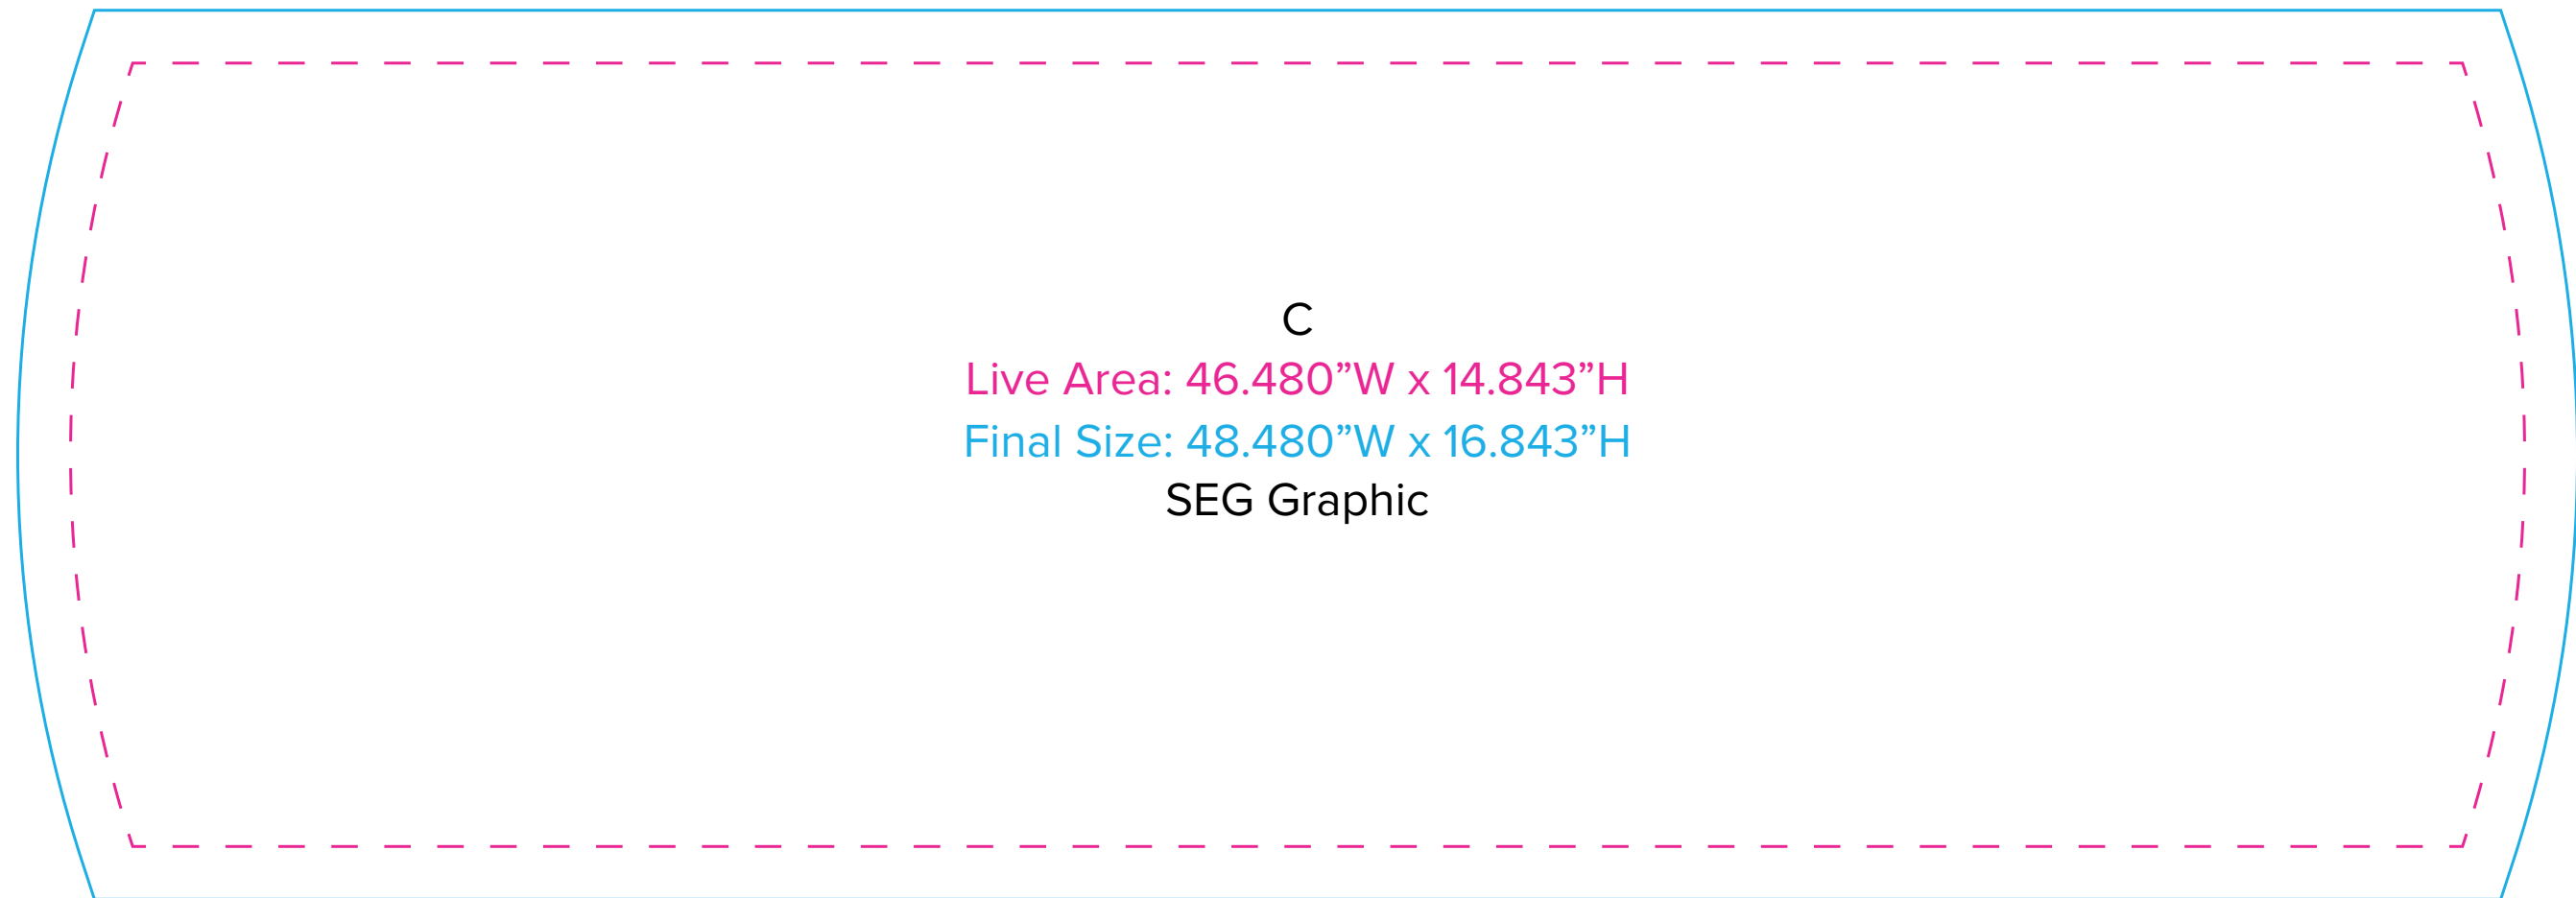 C
Live Area: 46.480”W x 14.843”H
Final Size: 48.480”W x 16.843”H
SEG Graphic